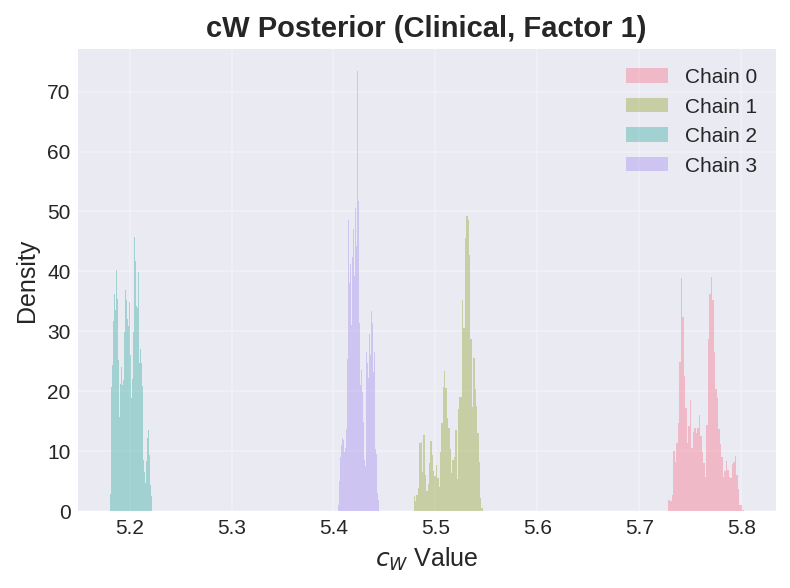 cW Posterior (Clinical, Factor 1)
Chain 0
Chain 1
Chain 2
Chain 3
Density
70
60
50
40
30
20
10
0
5.2 5.3 5.4 5.5 5.6 5.7 5.8
c_W Value